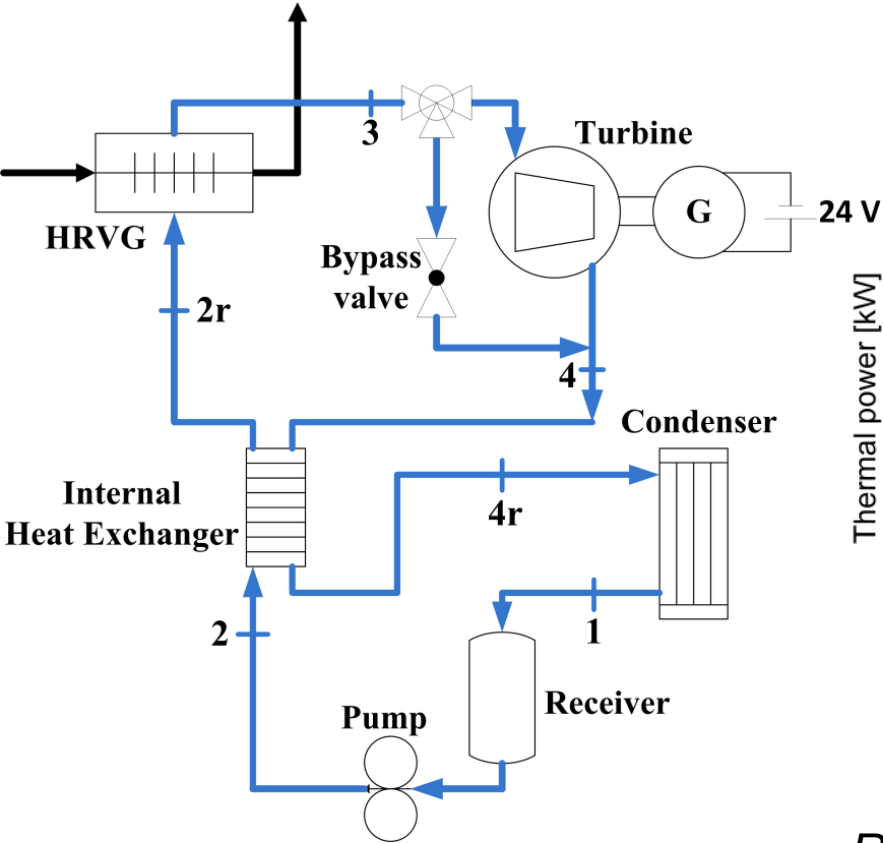 3
Turbine
HRVG
G
24 V
Bypass
valve
2r
4
Condenser
Thermal power [kW]
Internal
Heat Exchanger
4r
2
1
Receiver
Pump